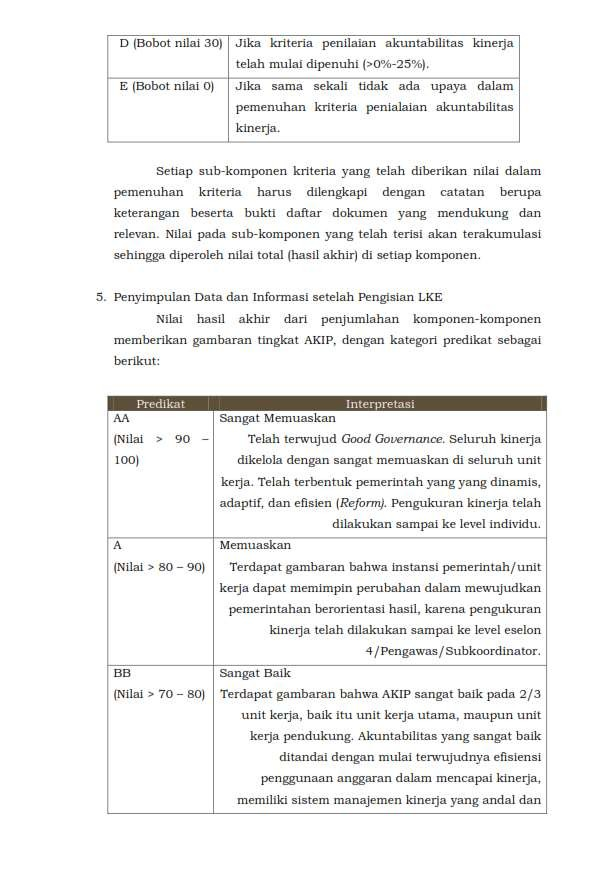 D (Bobot nilai 30) Jika kriteria penilaian akuntabilitas kinerja
telah mulai dipenuhi (>0%-25%).
E (Bobot nilai 0) Jika sama sekali tidak ada upaya dalam
pemenuhan kriteria penialaian akuntabilitas
kinerja.
Setiap sub-komponen kriteria yang telah diberikan nilai dalam
pemenuhan kriteria harus dilengkapi dengan catatan berupa
keterangan beserta bukti daftar dokumen yang mendukung dan
relevan. Nilai pada sub-komponen yang telah terisi akan terakumulasi
sehingga diperoleh nilai total (hasil akhir) di setiap komponen.
5. Penyimpulan Data dan Informasi setelah Pengisian LKE
Nilai hasil akhir dari penjumlahan komponen-komponen
memberikan gambaran tingkat AKIP, dengan kategori predikat sebagai
berikut:
Predikat Interpretasi
AA Sangat Memuaskan
(Nilai > 90 – Telah terwujud Good Governance. Seluruh kinerja
100) dikelola dengan sangat memuaskan di seluruh unit
kerja. Telah terbentuk pemerintah yang yang dinamis,
adaptif, dan efisien (Reform). Pengukuran kinerja telah
dilakukan sampai ke level individu.
A Memuaskan
(Nilai > 80 – 90) Terdapat gambaran bahwa instansi pemerintah/unit
kerja dapat memimpin perubahan dalam mewujudkan
pemerintahan berorientasi hasil, karena pengukuran
kinerja telah dilakukan sampai ke level eselon
4/Pengawas/Subkoordinator.
BB Sangat Baik
(Nilai > 70 – 80) Terdapat gambaran bahwa AKIP sangat baik pada 2/3
unit kerja, baik itu unit kerja utama, maupun unit
kerja pendukung. Akuntabilitas yang sangat baik
ditandai dengan mulai terwujudnya efisiensi
penggunaan anggaran dalam mencapai kinerja,
memiliki sistem manajemen kinerja yang andal dan